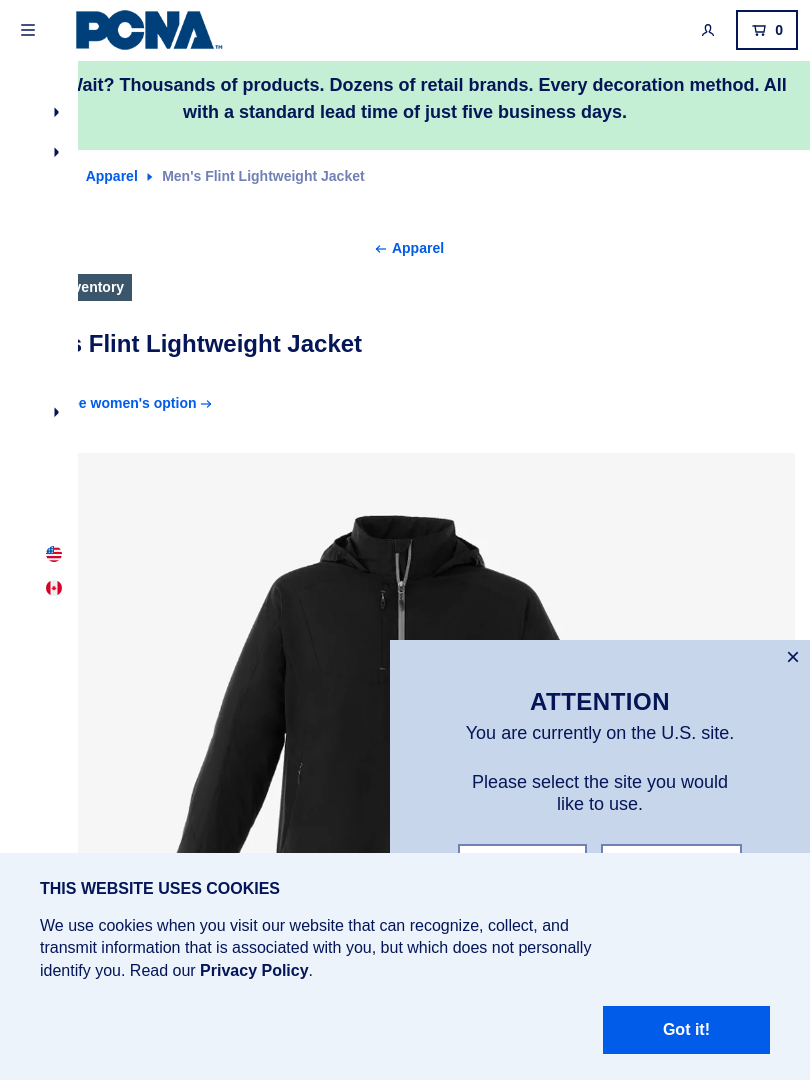 PCNA™
0
Wait? Thousands of products. Dozens of retail brands. Every decoration method. All
with a standard lead time of just five business days.
Apparel
Men's Flint Lightweight Jacket
Apparel
Flint Lightweight Jacket
women's option
ATTENTION
You are currently on the U.S. site.
Please select the site you would
like to use.
THIS WEBSITE USES COOKIES
We use cookies when you visit our website that can recognize, collect, and
transmit information that is associated with you, but which does not personally
identify you. Read our Privacy Policy.
Got it!